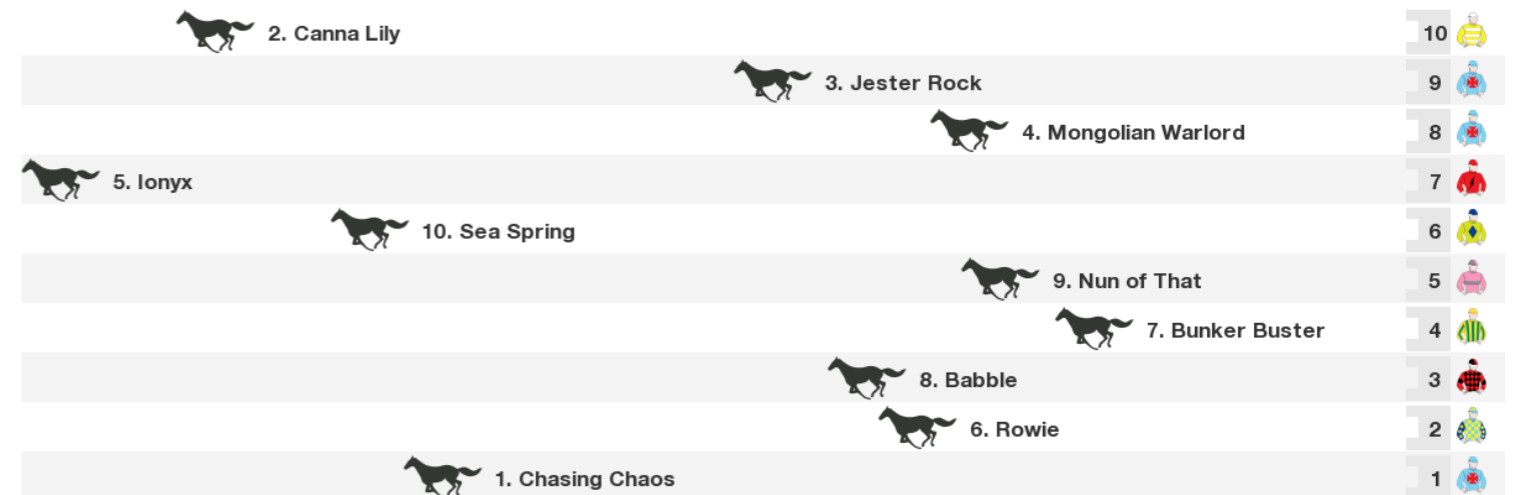 2. Canna Lily 10
3. Jester Rock 9
4. Mongolian Warlord 8
5. Ionyx 7
10. Sea Spring 6
9. Nun of That 5
7. Bunker Buster 4
8. Babble 3
6. Rowie 2
1. Chasing Chaos 1